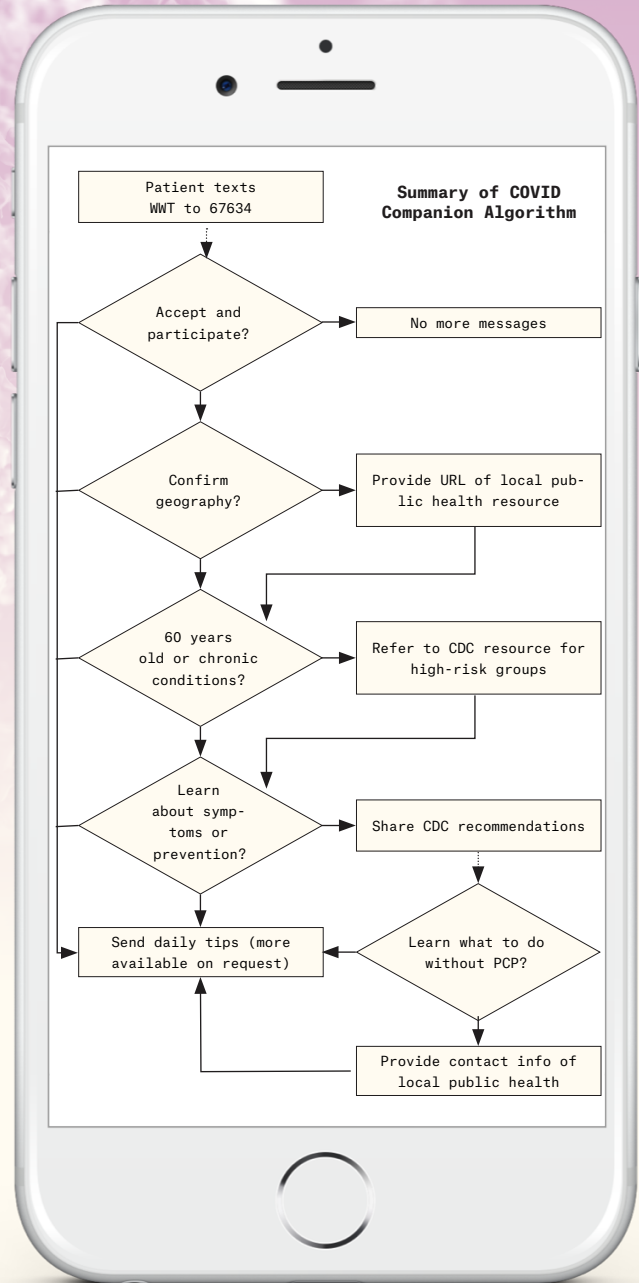 Patient texts
WWT to 67634
Summary of COVID
Companion Algorithm
Accept and
participate?
No more messages
Confirm
geography?
Provide URL of local pub-
lic health resource
60 years
old or chronic
conditions?
Refer to CDC resource for
high-risk groups
Learn
about symp-
toms or
prevention?
Share CDC recommendations
Send daily tips (more
available on request)
Learn what to do
without PCP?
Provide contact info of
local public health